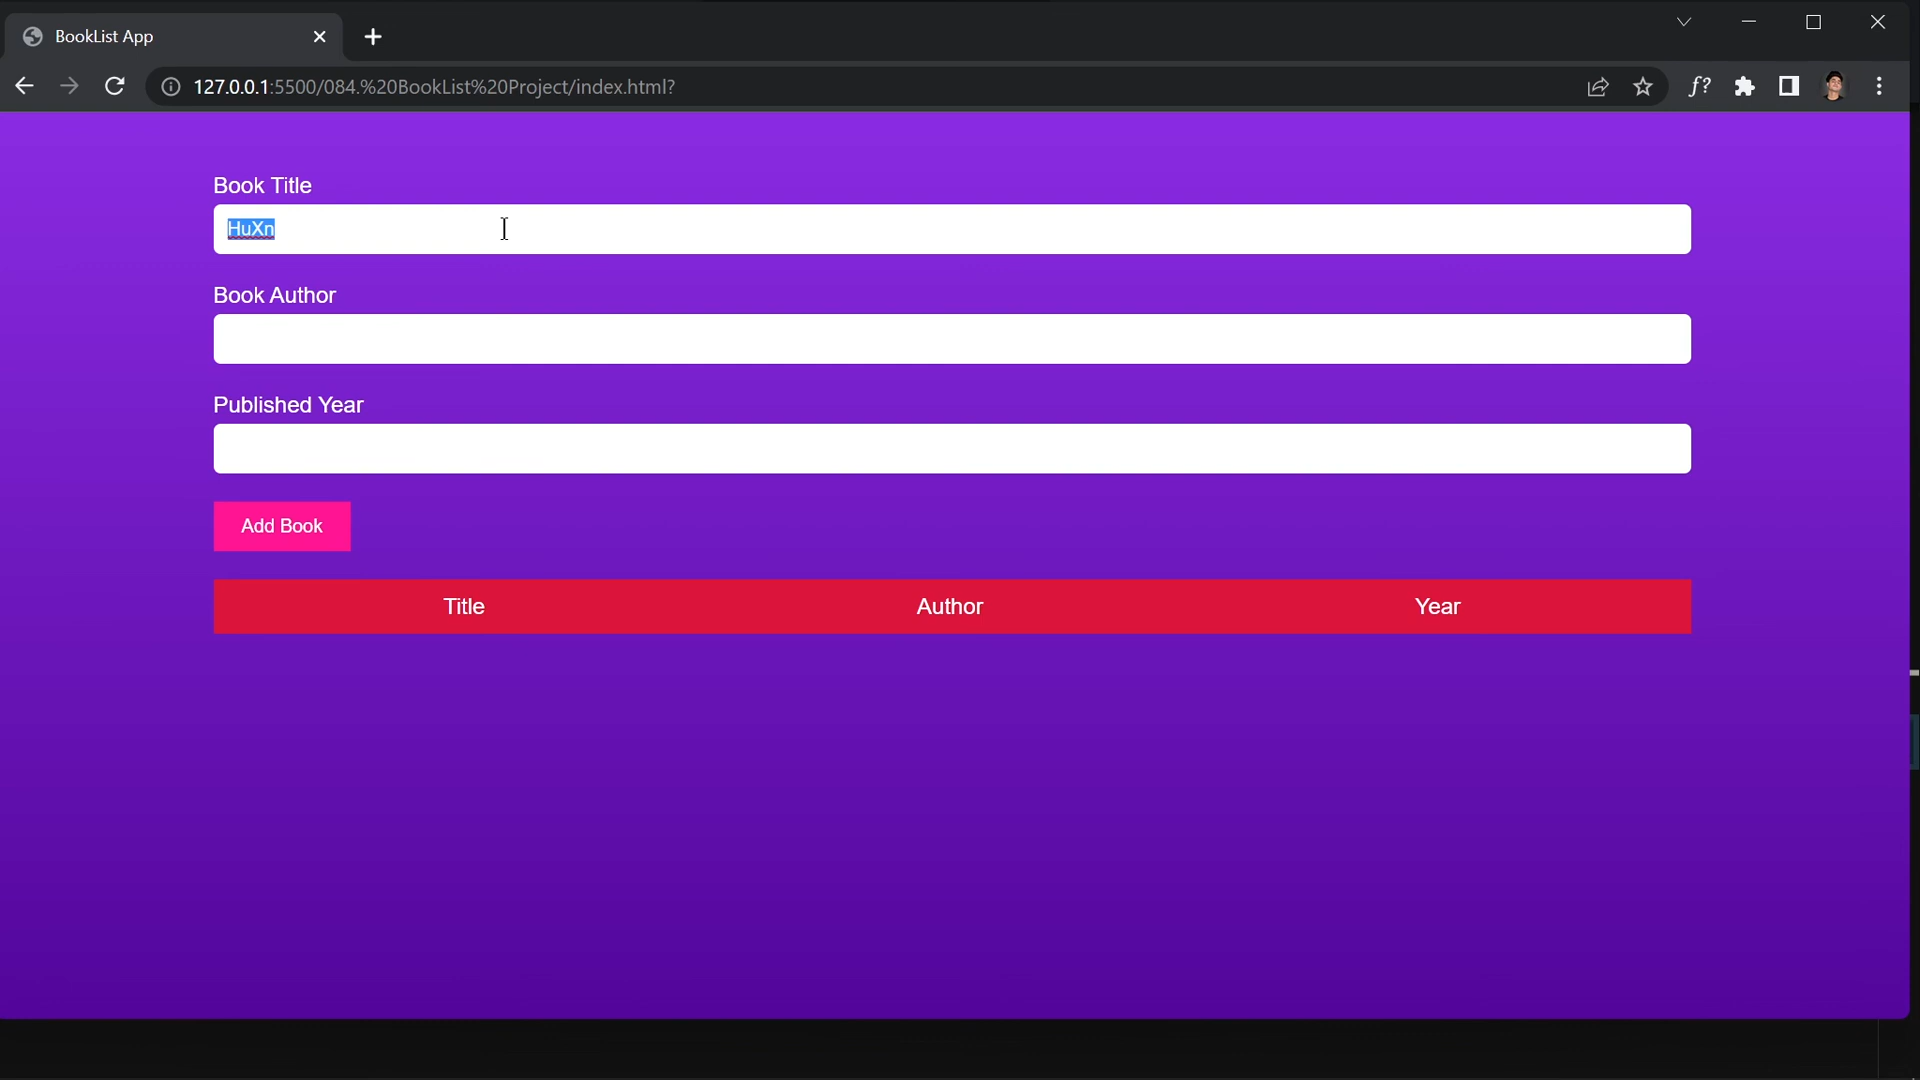 BookList App
127.0.0.1:5500/084.%20BookList%20Project/index.html?
f?
Book Title
HuXn
Book Author
Published Year
Add Book
Title Author Year